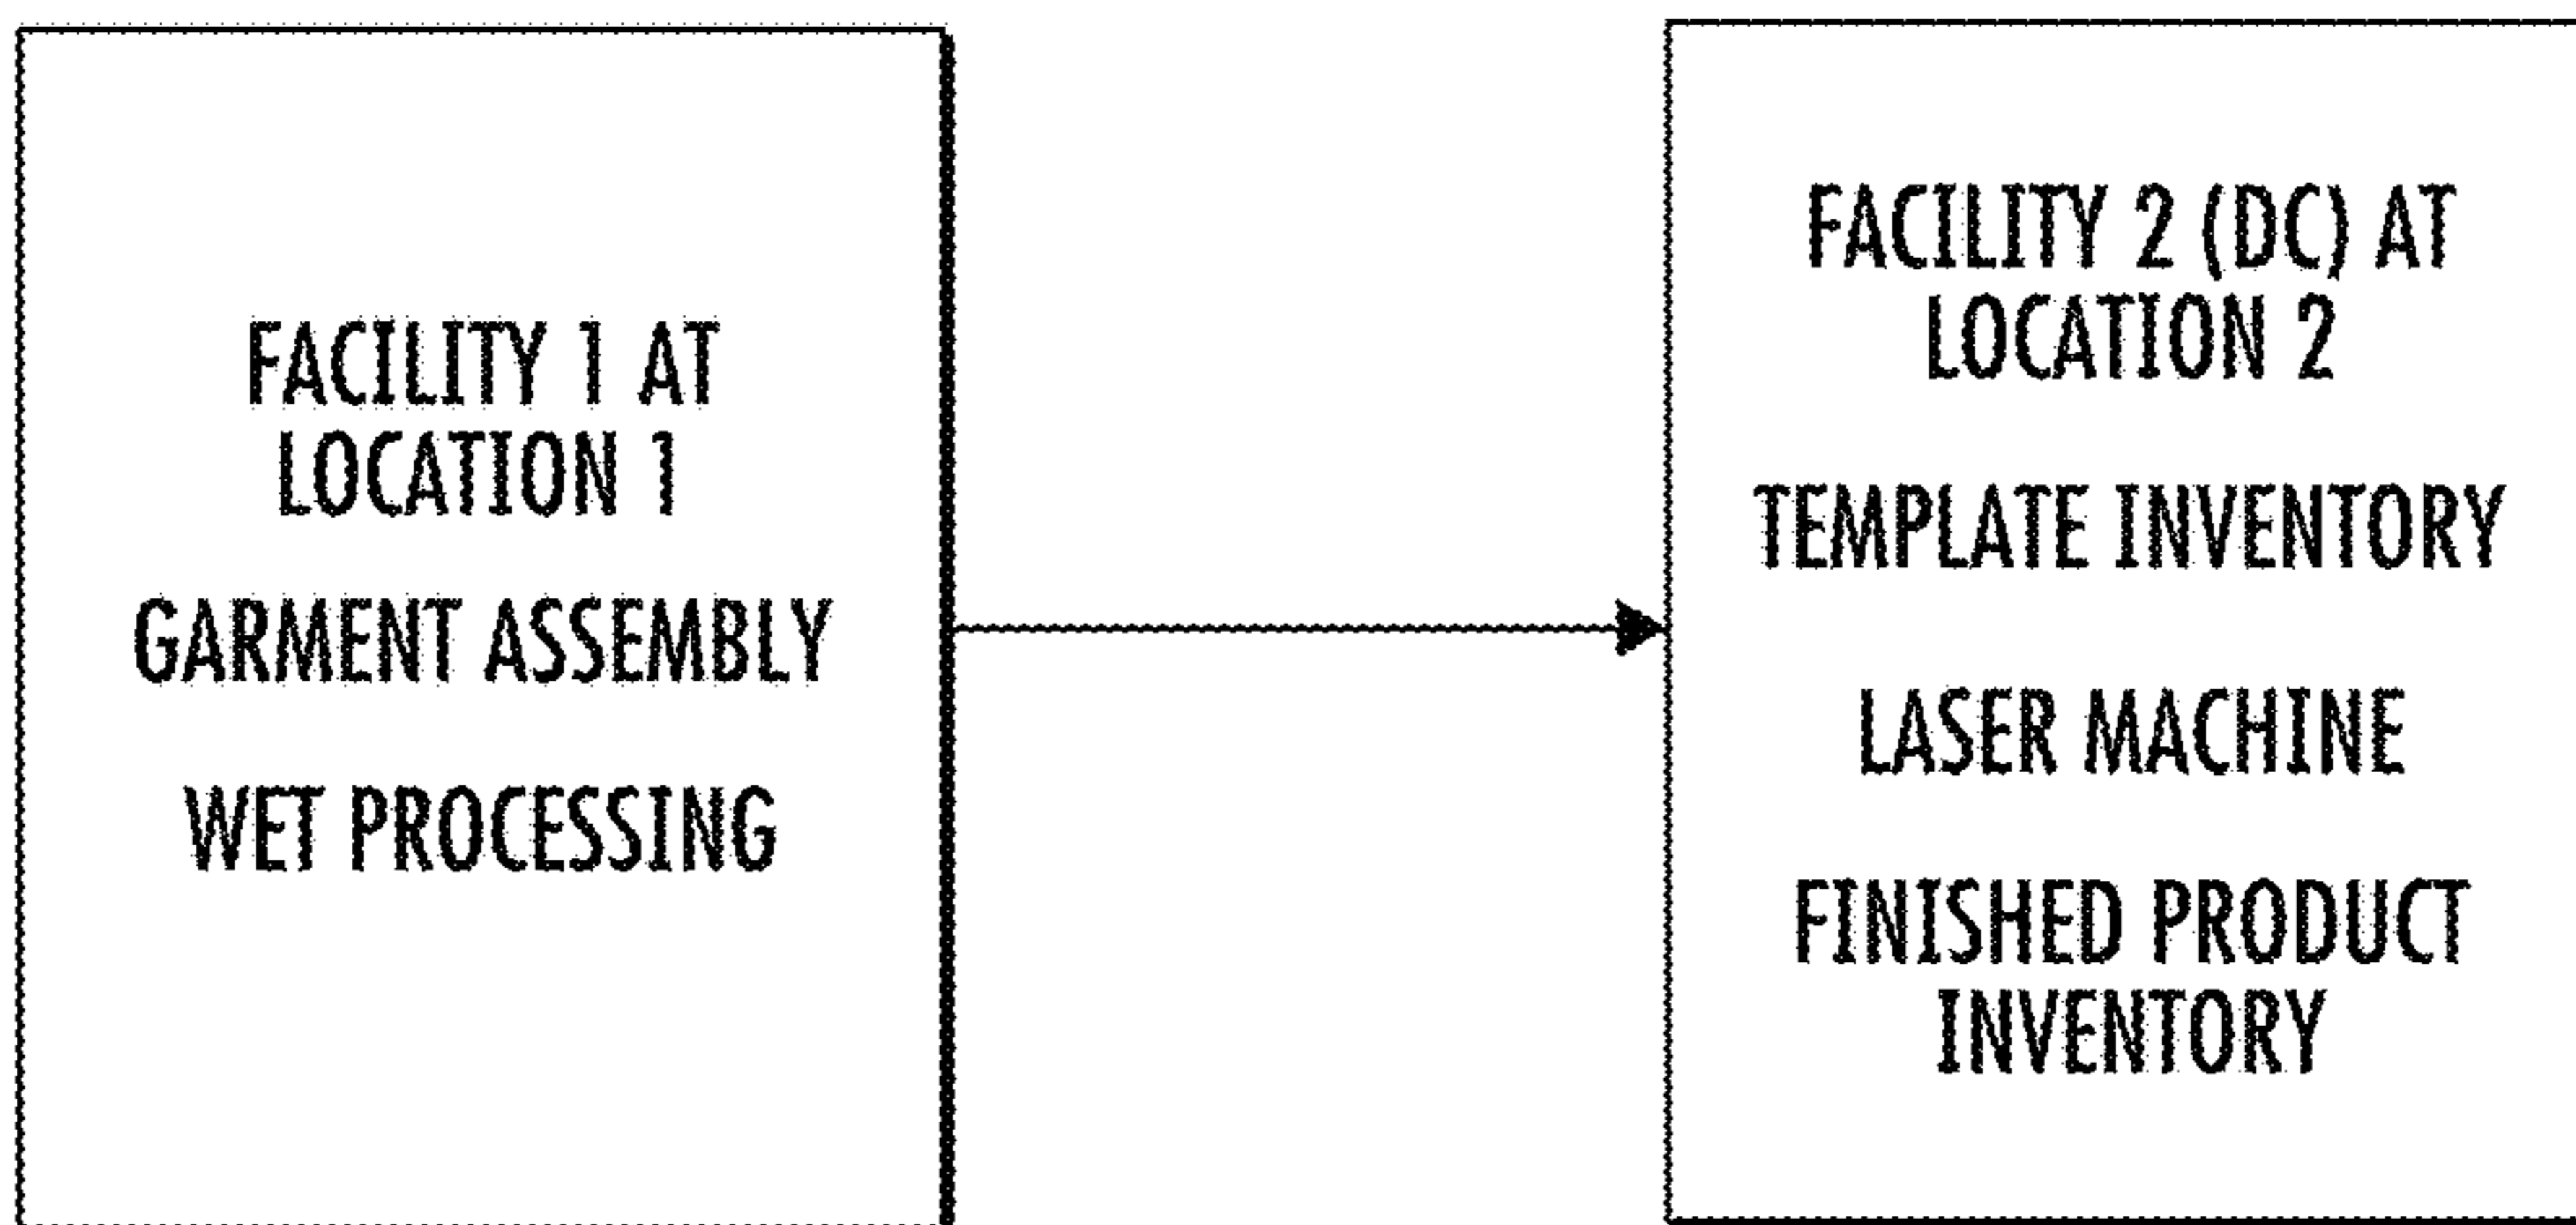 FACILITY 1 AT
LOCATION 1
GARMENT ASSEMBLY
WET PROCESSING
FACILITY 2 (DC) AT
LOCATION 2
TEMPLATE INVENTORY
LASER MACHINE
FINISHED PRODUCT
INVENTORY